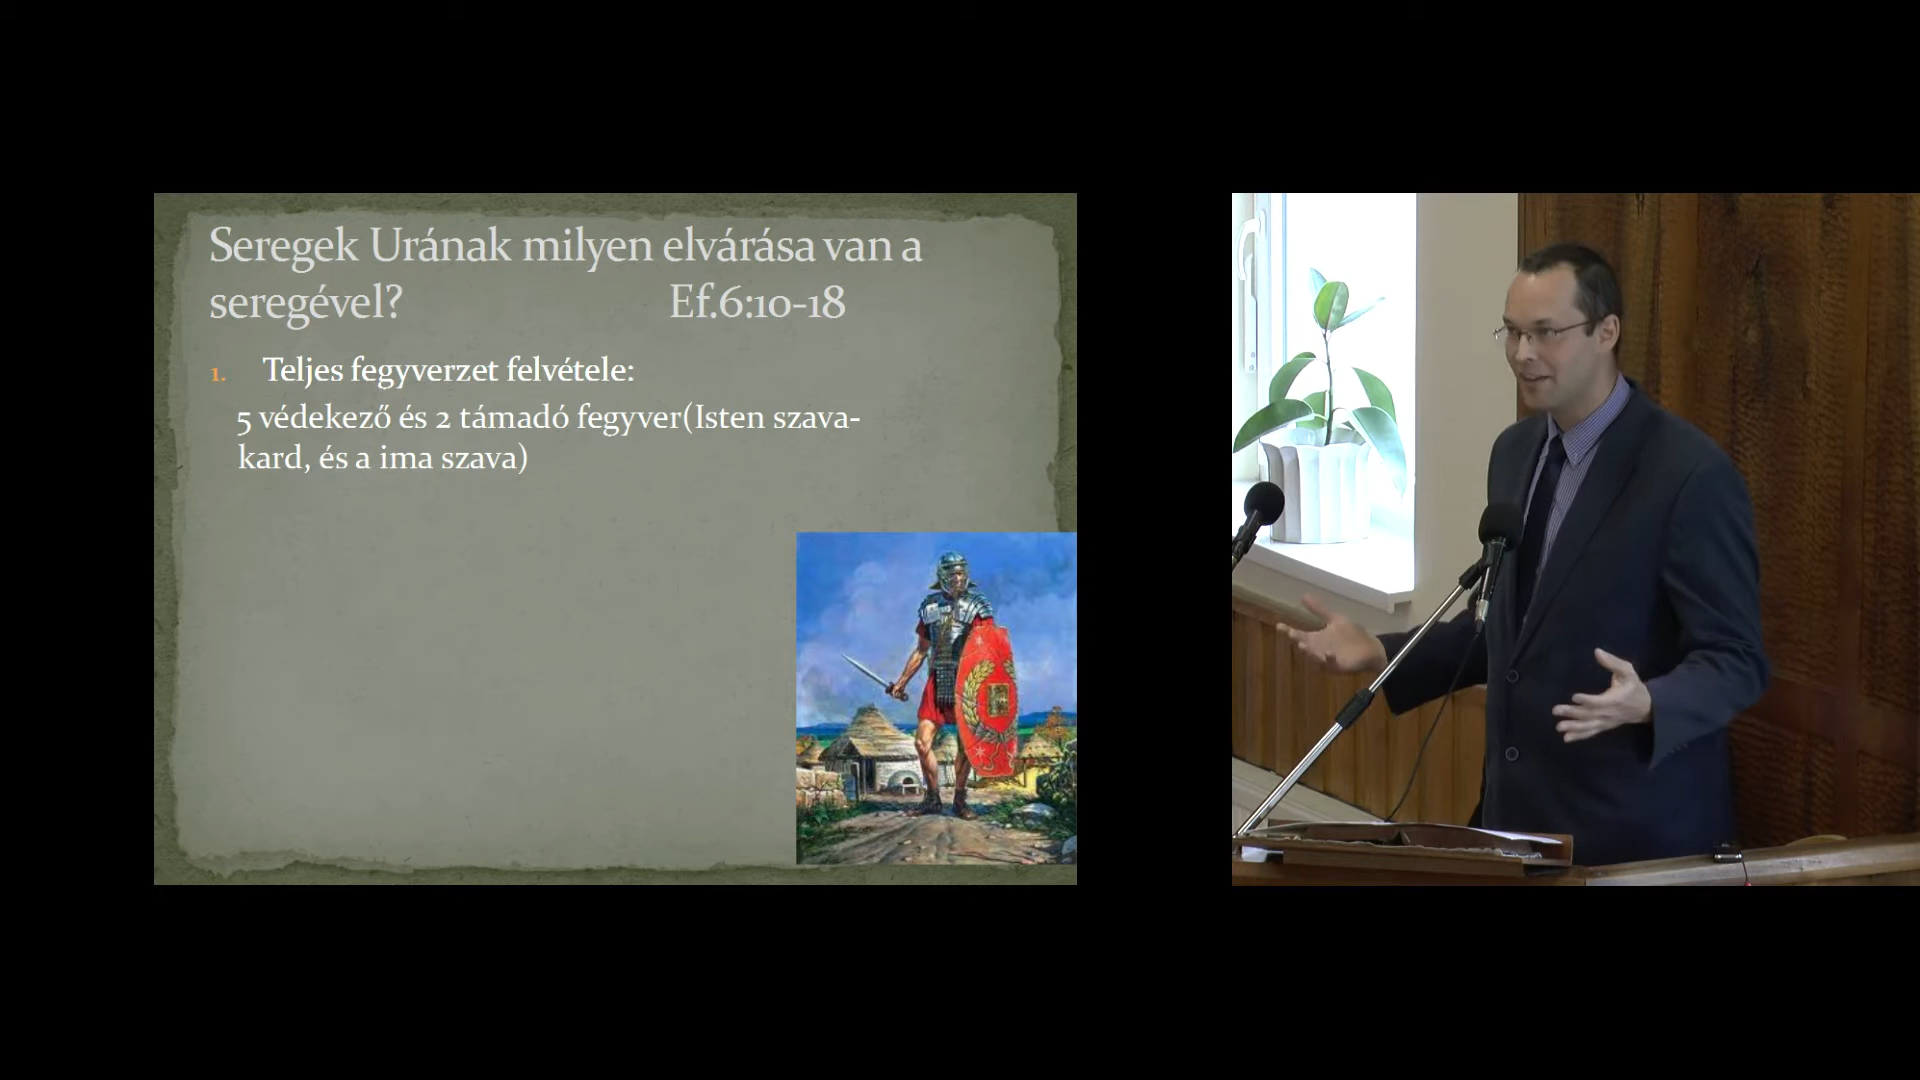 Seregek Urának milyen elvárása van a
seregével? Ef.6:10-18
1. Teljes fegyverzet felvétele:
5 védekező és 2 támadó fegyver(Isten szava-
kard, és a ima szava)